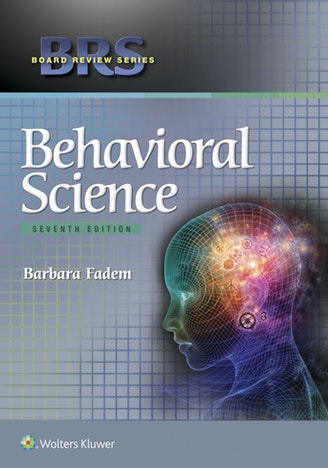 BRS
BOARD REVIEW SERIES
Behavioral
Science
SEVENTH EDITION
Barbara Fadem
Wolters Kluwer